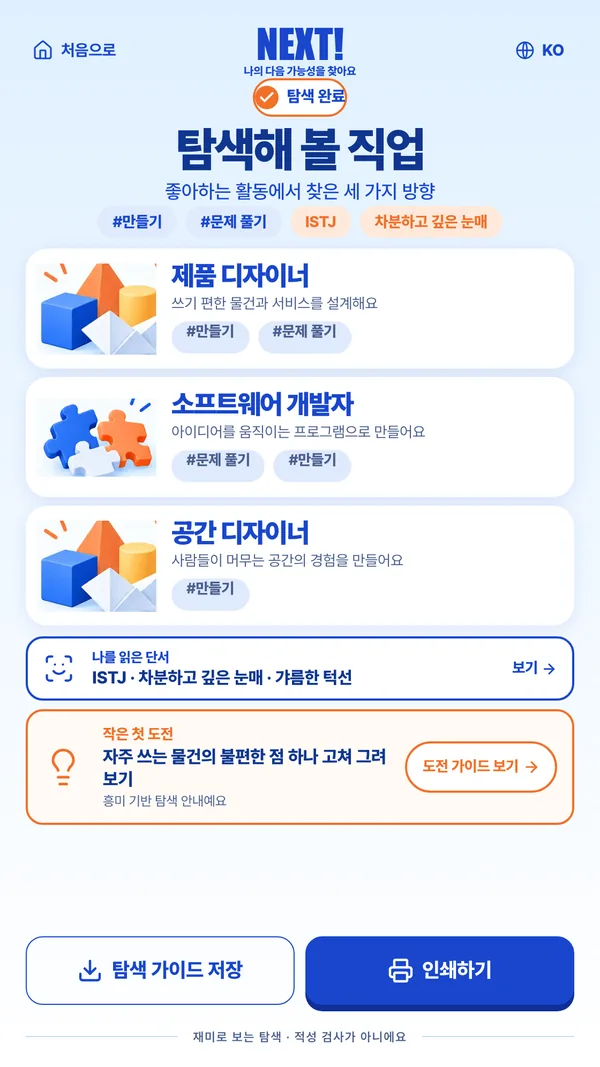 처음으로
NEXT!
나의 다음 가능성을 찾아요
KO
탐색 완료
탐색해 볼 직업
좋아하는 활동에서 찾은 세 가지 방향
#만들기 #문제 풀기 ISTJ 차분하고 깊은 눈매
제품 디자이너
쓰기 편한 물건과 서비스를 설계해요
#만들기 #문제 풀기
소프트웨어 개발자
아이디어를 움직이는 프로그램으로 만들어요
#문제 풀기 #만들기
공간 디자이너
사람들이 머무는 공간의 경험을 만들어요
#만들기
나를 읽은 단서
ISTJ · 차분하고 깊은 눈매 · 갸름한 턱선
보기 →
작은 첫 도전
자주 쓰는 물건의 불편한 점 하나 고쳐 그려
보기
흥미 기반 탐색 안내예요
도전 가이드 보기 →
탐색 가이드 저장
인쇄하기
재미로 보는 탐색 · 적성 검사가 아니에요